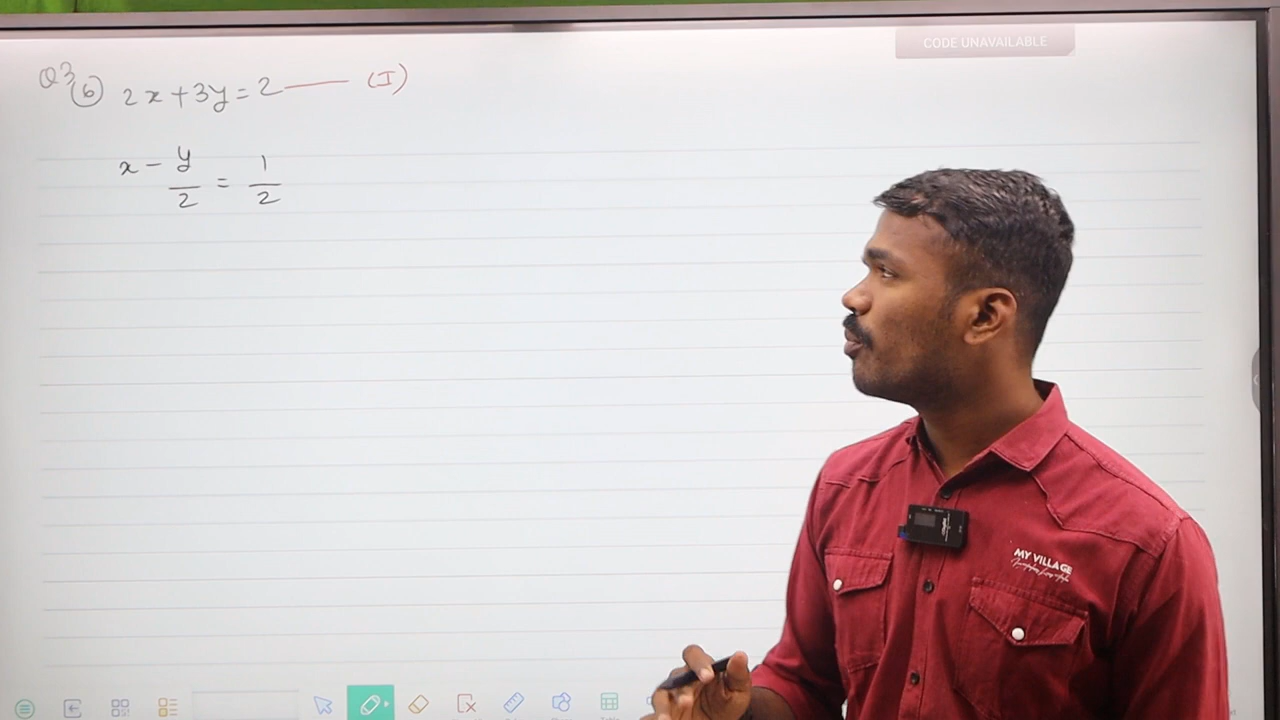 CODE UNAVAILABLE
Q3 (6) 2x + 3y = 2 —— (I)
x - y/2 = 1/2
MY VILLAGE